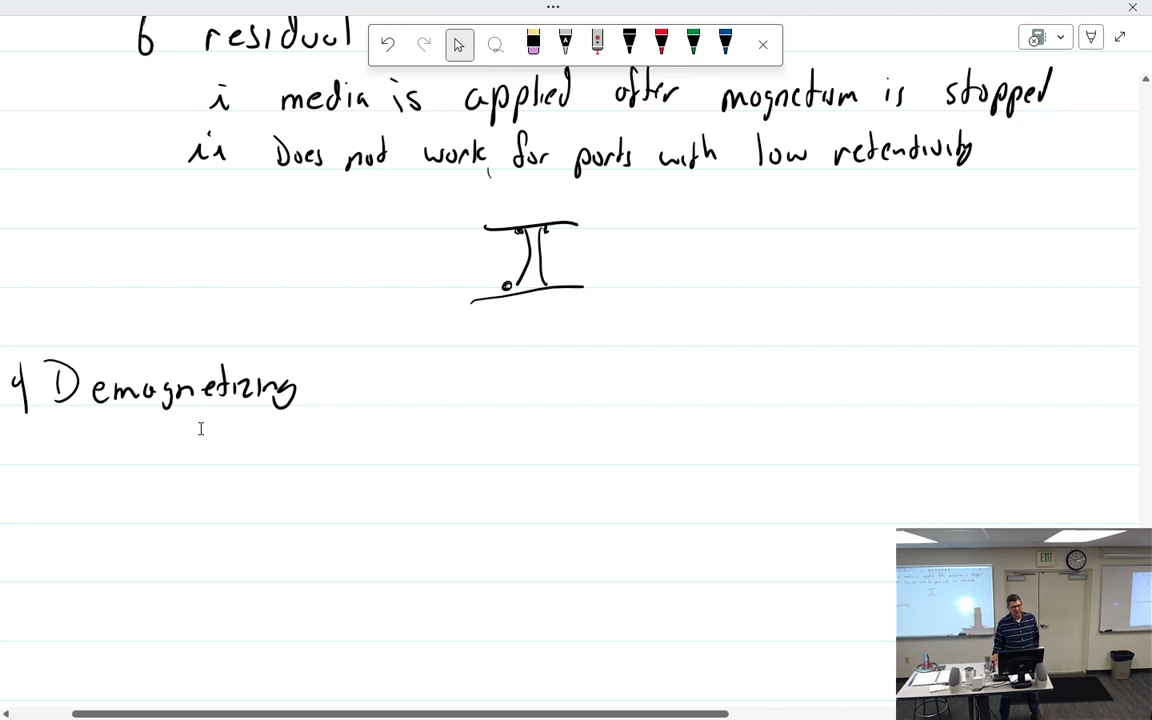 6 residual
i media is applied after magnetism is stopped
ii Does not work for parts with low retentivity
4 Demagnetizing
EXIT